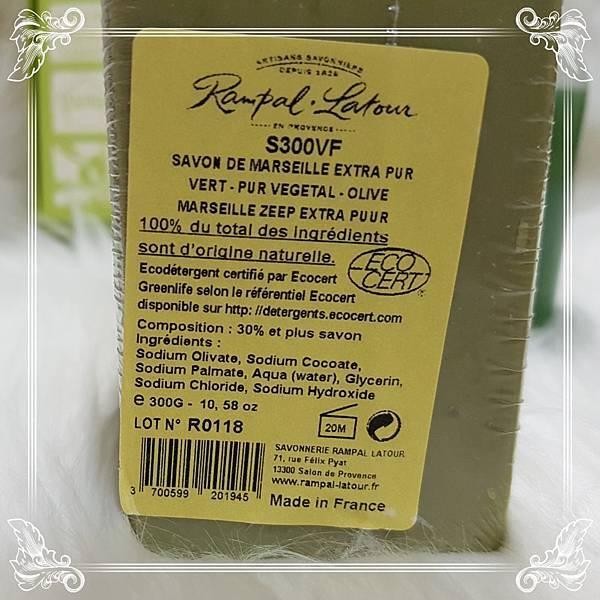 ARTISANS SAVONNIERS
DEPUIS 1828
Rampal·Latour
EN PROVENCE
S300VF
SAVON DE MARSEILLE EXTRA PUR
VERT - PUR VEGETAL - OLIVE
MARSEILLE ZEEP EXTRA PUUR
100% du total des ingrédients
sont d'origine naturelle.
ECO
CERT
Ecodétergent certifié par Ecocert
Greenlife selon le référentiel Ecocert
disponible sur http: //detergents.ecocert.com
Composition : 30% et plus savon
Ingrédients :
Sodium Olivate, Sodium Cocoate,
Sodium Palmate, Aqua (water), Glycerin,
Sodium Chloride, Sodium Hydroxide
e 300G - 10, 58 oz
LOT N° R0118
20M
SAVONNERIE RAMPAL LATOUR
71, rue Félix Pyat
13300 Salon de Provence
www.rampal-latour.fr
3 700599 201945
Made in France